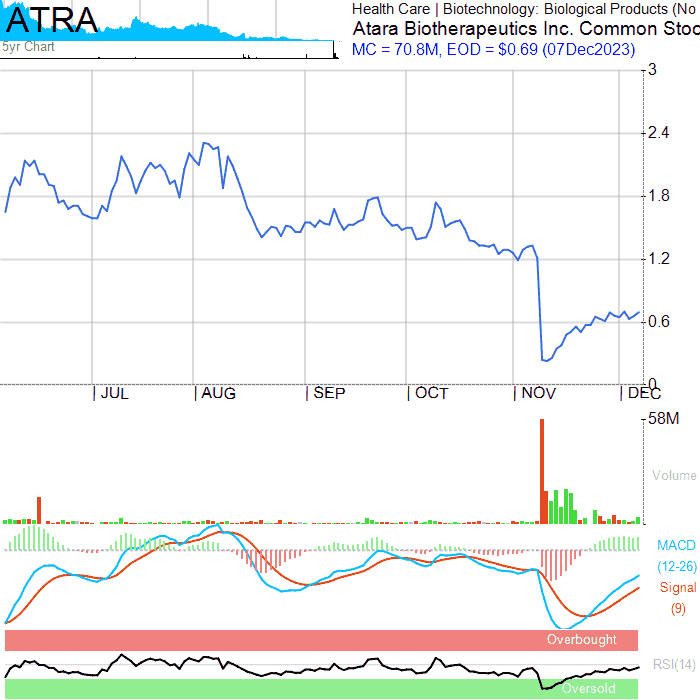 ATRA
5yr Chart
Health Care | Biotechnology: Biological Products (No
Atara Biotherapeutics Inc. Common Stoc
MC = 70.8M, EOD = $0.69 (07Dec2023)
3
2.4
1.8
1.2
0.6
0
JUL AUG SEP OCT NOV DEC
58M
Volume
MACD
(12-26)
Signal
(9)
Overbought
RSI(14)
Oversold